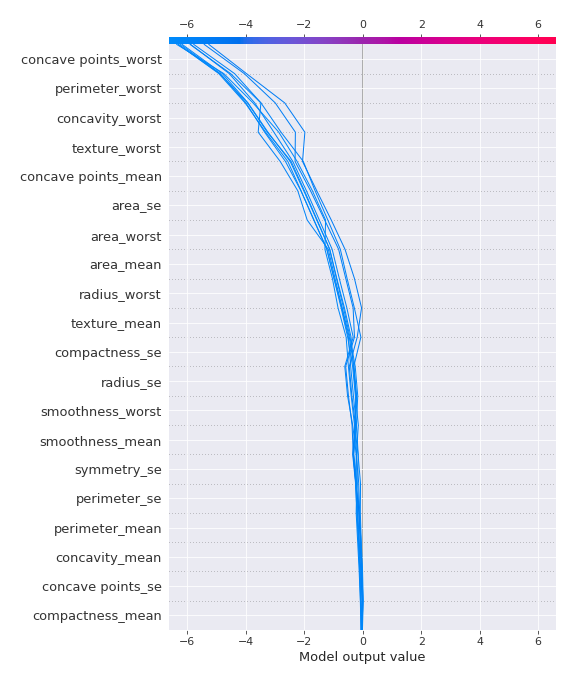 −6 −4 −2 0 2 4 6
concave points_worst
perimeter_worst
concavity_worst
texture_worst
concave points_mean
area_se
area_worst
area_mean
radius_worst
texture_mean
compactness_se
radius_se
smoothness_worst
smoothness_mean
symmetry_se
perimeter_se
perimeter_mean
concavity_mean
concave points_se
compactness_mean
−6 −4 −2 0 2 4 6
Model output value